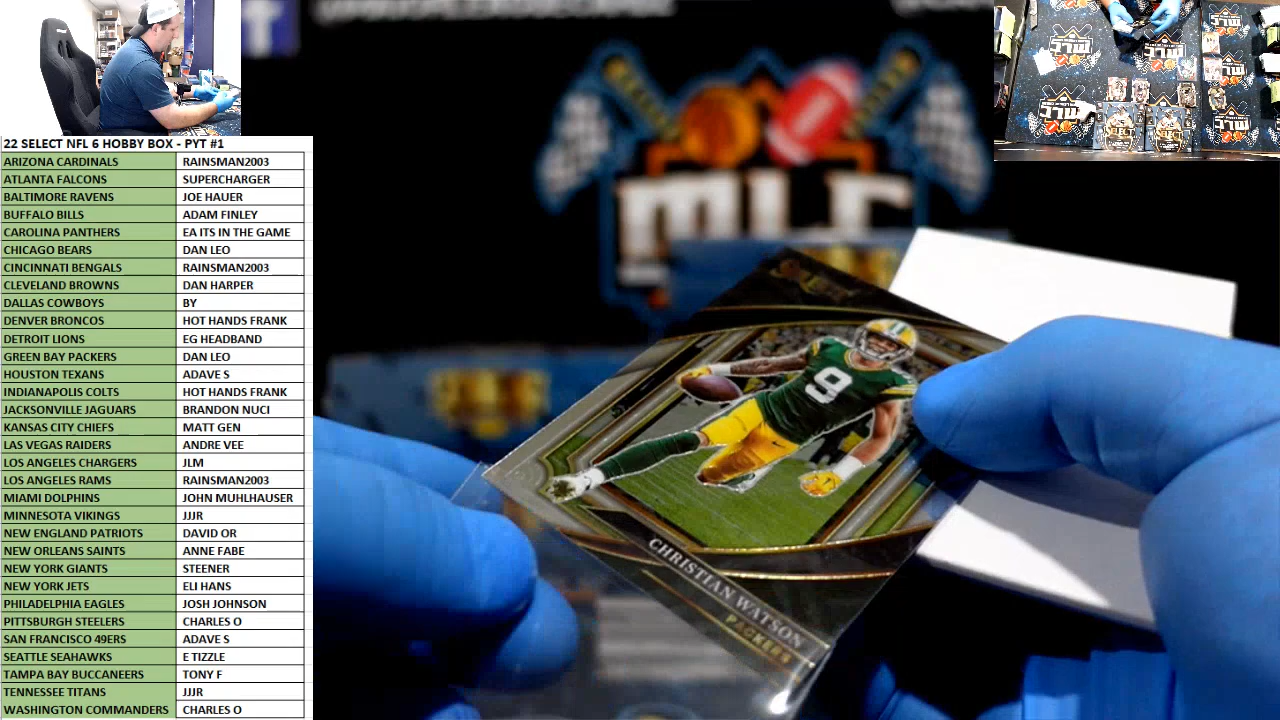 22 SELECT NFL 6 HOBBY BOX - PYT #1
ARIZONA CARDINALS RAINSMAN2003
ATLANTA FALCONS SUPERCHARGER
BALTIMORE RAVENS JOE HAUER
BUFFALO BILLS ADAM FINLEY
CAROLINA PANTHERS EA ITS IN THE GAME
CHICAGO BEARS DAN LEO
CINCINNATI BENGALS RAINSMAN2003
CLEVELAND BROWNS DAN HARPER
DALLAS COWBOYS BY
DENVER BRONCOS HOT HANDS FRANK
DETROIT LIONS EG HEADBAND
GREEN BAY PACKERS DAN LEO
HOUSTON TEXANS ADAVE S
INDIANAPOLIS COLTS HOT HANDS FRANK
JACKSONVILLE JAGUARS BRANDON NUCI
KANSAS CITY CHIEFS MATT GEN
LAS VEGAS RAIDERS ANDRE VEE
LOS ANGELES CHARGERS JLM
LOS ANGELES RAMS RAINSMAN2003
MIAMI DOLPHINS JOHN MUHLHAUSER
MINNESOTA VIKINGS JJJR
NEW ENGLAND PATRIOTS DAVID OR
NEW ORLEANS SAINTS ANNE FABE
NEW YORK GIANTS STEENER
NEW YORK JETS ELI HANS
PHILADELPHIA EAGLES JOSH JOHNSON
PITTSBURGH STEELERS CHARLES O
SAN FRANCISCO 49ERS ADAVE S
SEATTLE SEAHAWKS E TIZZLE
TAMPA BAY BUCCANEERS TONY F
TENNESSEE TITANS JJJR
WASHINGTON COMMANDERS CHARLES O
9
CHRISTIAN WATSON
PACKERS